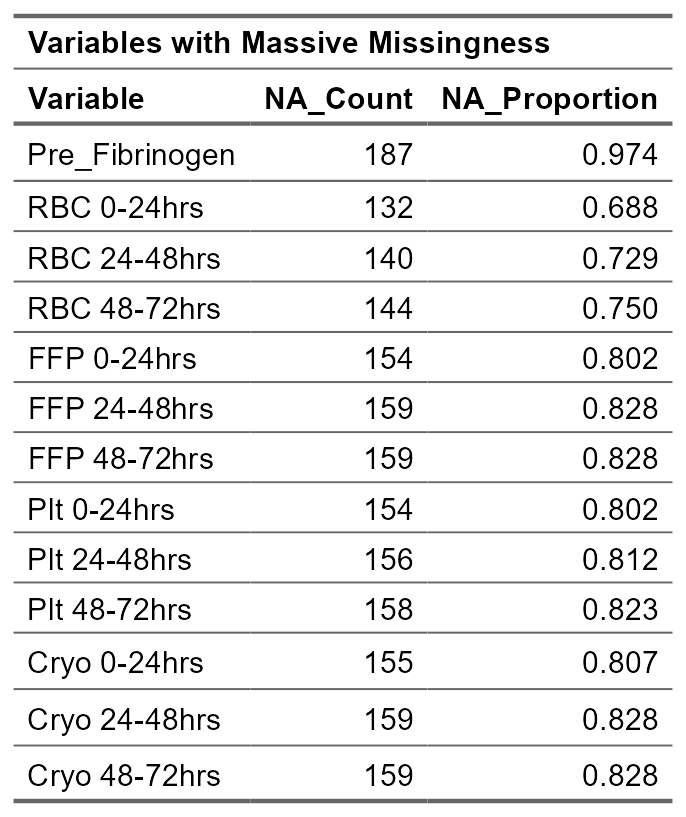 Variables with Massive Missingness
Variable NA_Count NA_Proportion
Pre_Fibrinogen 187 0.974
RBC 0-24hrs 132 0.688
RBC 24-48hrs 140 0.729
RBC 48-72hrs 144 0.750
FFP 0-24hrs 154 0.802
FFP 24-48hrs 159 0.828
FFP 48-72hrs 159 0.828
Plt 0-24hrs 154 0.802
Plt 24-48hrs 156 0.812
Plt 48-72hrs 158 0.823
Cryo 0-24hrs 155 0.807
Cryo 24-48hrs 159 0.828
Cryo 48-72hrs 159 0.828